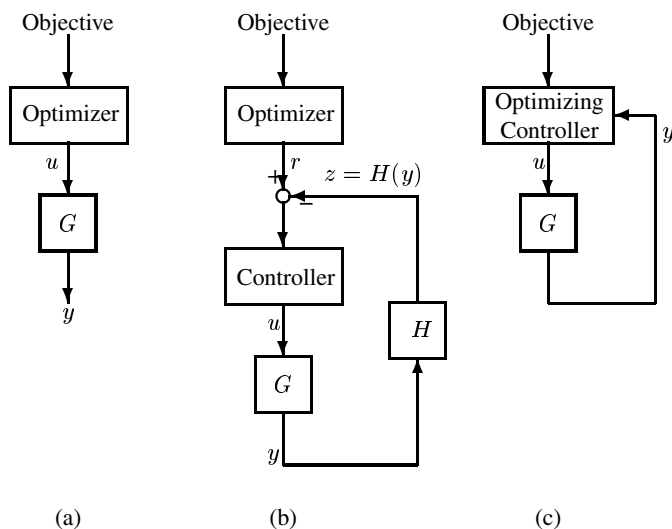 Objective
Optimizer
u
G
y
(a)
Objective
Optimizer
r
+
z = H(y)
−
Controller
u
H
G
y
(b)
Objective
Optimizing
Controller
y
u
G
(c)